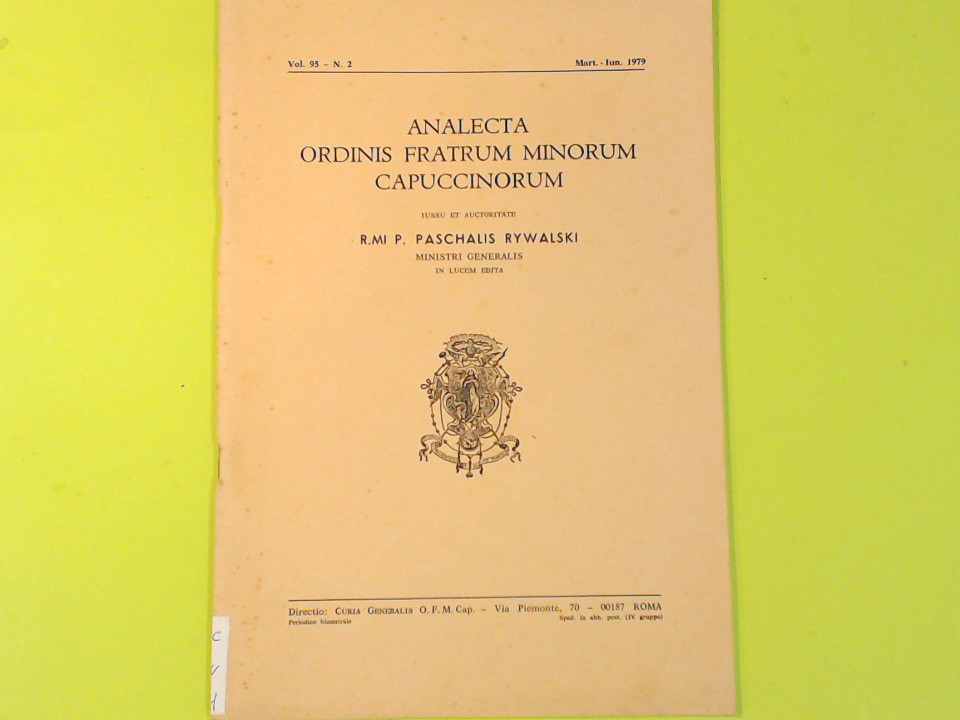 Vol. 95 - N. 2
Mart. - Iun. 1979
ANALECTA
ORDINIS FRATRUM MINORUM
CAPUCCINORUM
IUSSU ET AUCTORITATE
R.MI P. PASCHALIS RYWALSKI
MINISTRI GENERALIS
IN LUCEM EDITA
Directio: CURIA GENERALIS O. F. M. Cap. - Via Piemonte, 70 - 00187 ROMA
Periodico bimestrale
Sped. in abb. post. (IV gruppo)
C
V